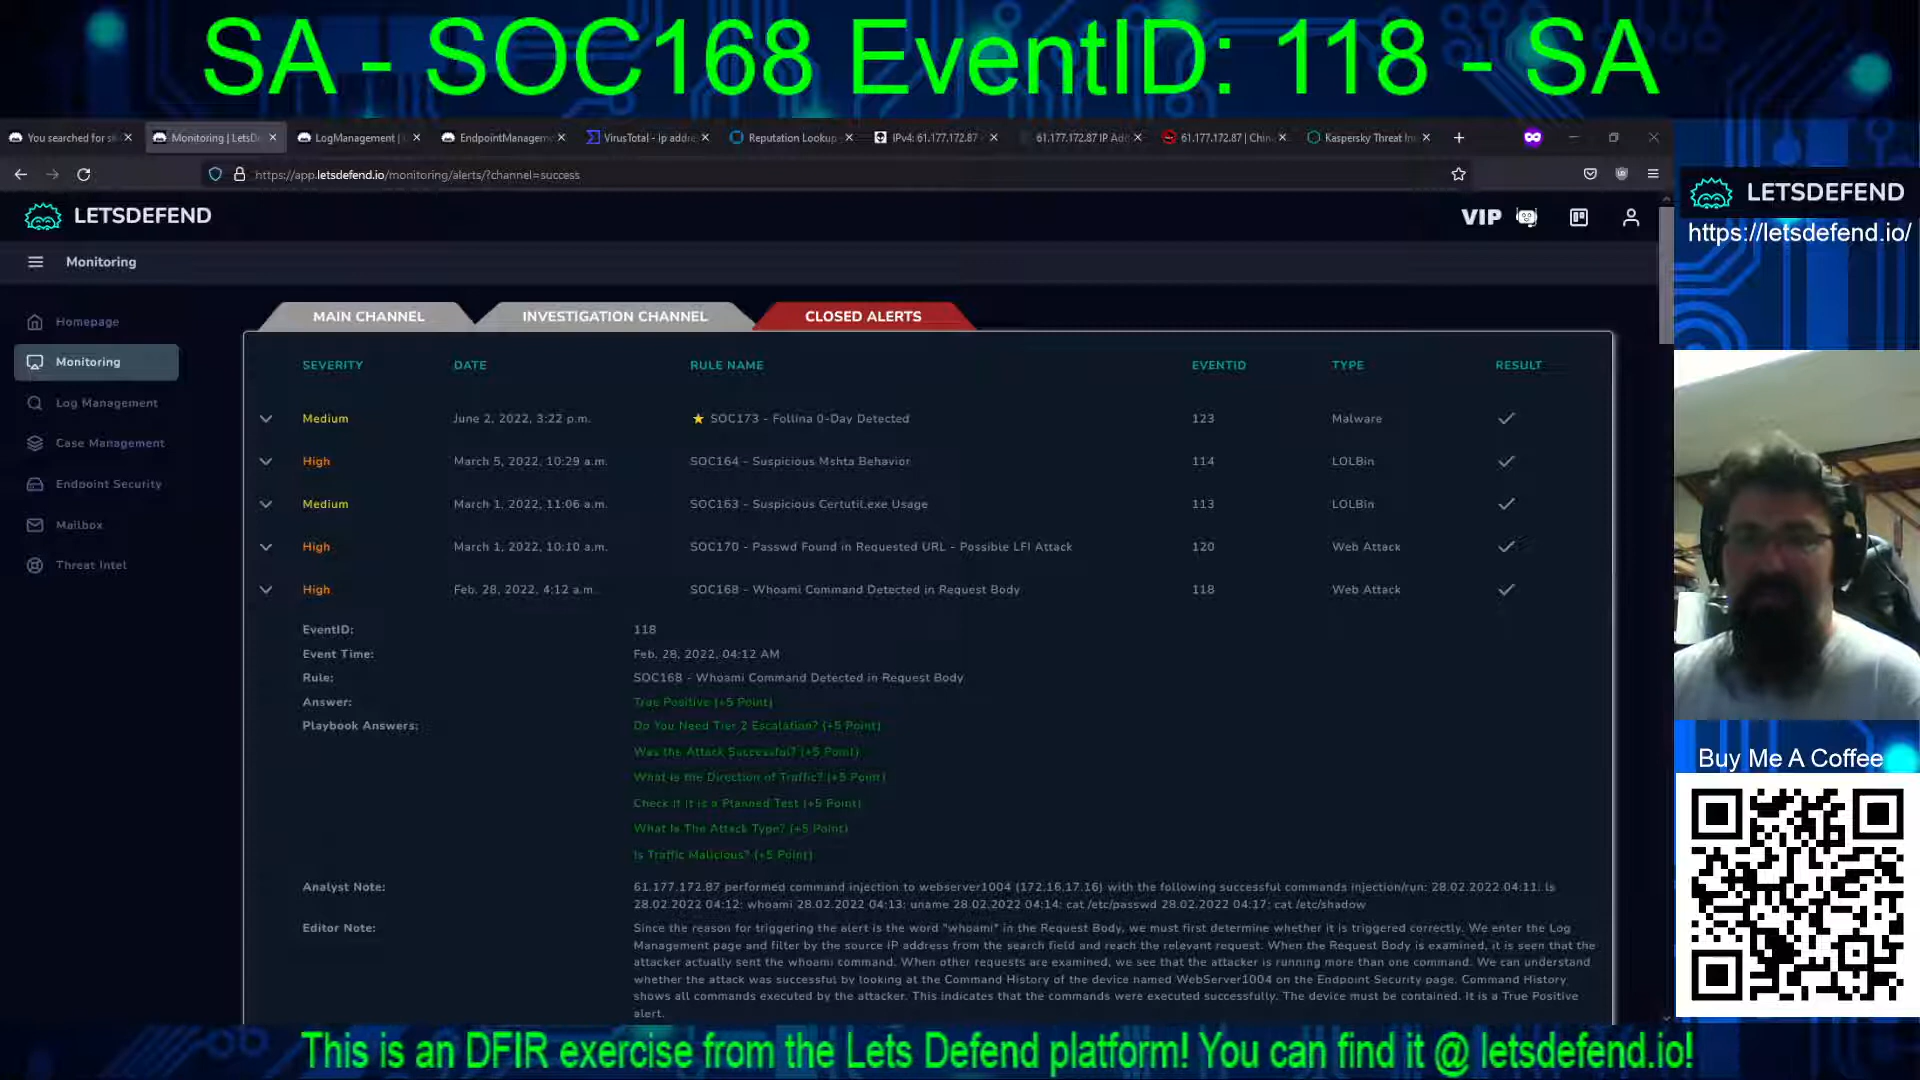 SA - SOC168 EventID: 118 - SA
You searched for s
Monitoring | LetsD
LogManagement |
EndpointManagem
VirusTotal - Ip addre
Reputation Lookup
IPv4: 61.177.172.87
61.177.172.87 IP Ad
61.177.172.87 | Chin
Kaspersky Threat In
https://app.letsdefend.io/monitoring/alerts/?channel=success
LETSDEFEND
VIP
LETSDEFEND
https://letsdefend.io/
Monitoring
Homepage
Monitoring
Log Management
Case Management
Endpoint Security
Mailbox
Threat Intel
MAIN CHANNEL
INVESTIGATION CHANNEL
CLOSED ALERTS
SEVERITY DATE RULE NAME EVENTID TYPE RESULT
Medium June 2, 2022, 3:22 p.m. SOC173 - Follina 0-Day Detected 123 Malware
High March 5, 2022, 10:29 a.m. SOC164 - Suspicious Mshta Behavior 114 LOLBin
Medium March 1, 2022, 11:06 a.m. SOC163 - Suspicious Certutil.exe Usage 113 LOLBin
High March 1, 2022, 10:10 a.m. SOC170 - Passwd Found in Requested URL - Possible LFI Attack 120 Web Attack
High Feb. 28, 2022, 4:12 a.m. SOC168 - Whoami Command Detected in Request Body 118 Web Attack
EventID: 118
Event Time: Feb. 28, 2022, 04:12 AM
Rule: SOC168 - Whoami Command Detected in Request Body
Answer: True Positive (+5 Point)
Playbook Answers: Do You Need Tier 2 Escalation? (+5 Point)
Was the Attack Successful? (+5 Point)
What Is the Direction of Traffic? (+5 Point)
Check If It is a Planned Test (+5 Point)
What Is The Attack Type? (+5 Point)
Is Traffic Malicious? (+5 Point)
Analyst Note: 61.177.172.87 performed command injection to webserver1004 (172.16.17.16) with the following successful commands injection/run: 28.02.2022 04:11: ls
28.02.2022 04:12: whoami 28.02.2022 04:13: uname 28.02.2022 04:14: cat /etc/passwd 28.02.2022 04:17: cat /etc/shadow
Editor Note: Since the reason for triggering the alert is the word "whoami" in the Request Body, we must first determine whether it is triggered correctly. We enter the Log
Management page and filter by the source IP address from the search field and reach the relevant request. When the Request Body is examined, it is seen that the
attacker actually sent the whoami command. When other requests are examined, we see that the attacker is running more than one command. We can understand
whether the attack was successful by looking at the Command History of the device named WebServer1004 on the Endpoint Security page. Command History
shows all commands executed by the attacker. This indicates that the commands were executed successfully. The device must be contained. It is a True Positive
alert.
Buy Me A Coffee
This is an DFIR exercise from the Lets Defend platform! You can find it @ letsdefend.io!